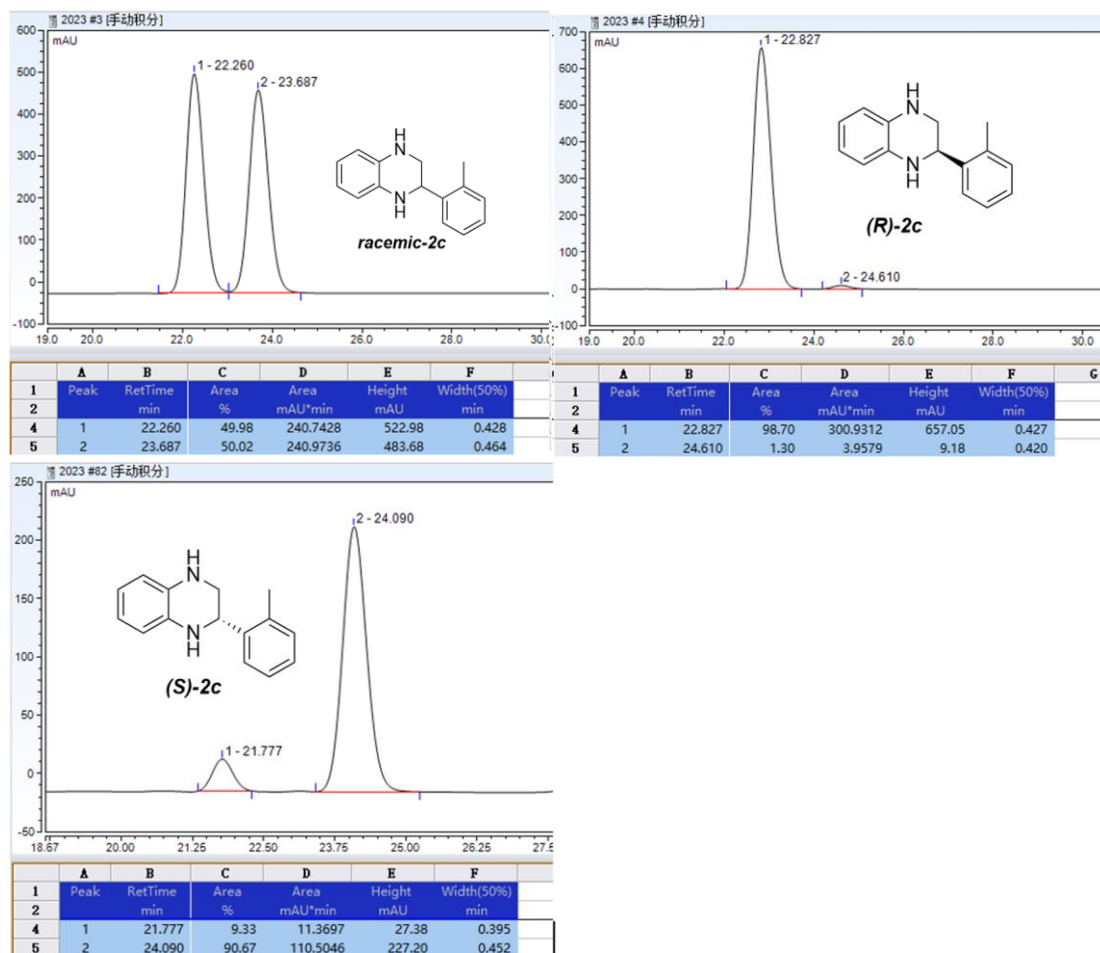 2023 #3 [手动积分]
mAU
600
500
400
300
200
100
0
-100
1 - 22.260
2 - 23.687
H
N
N
H
racemic-2c
19.0 20.0 22.0 24.0 26.0 28.0 30.0
A B C D E F
1 Peak RetTime Area Area Height Width(50%)
2 min % mAU*min mAU min
4 1 22.260 49.98 240.7428 522.98 0.428
5 2 23.687 50.02 240.9736 483.68 0.464
2023 #4 [手动积分]
mAU
700
600
500
400
300
200
100
0
-100
1 - 22.827
2 - 24.610
H
N
N
H
(R)-2c
19.0 20.0 22.0 24.0 26.0 28.0 30.0
A B C D E F G
1 Peak RetTime Area Area Height Width(50%)
2 min % mAU*min mAU min
4 1 22.827 98.70 300.9312 657.05 0.427
5 2 24.610 1.30 3.9579 9.18 0.420
2023 #82 [手动积分]
mAU
250
200
150
100
50
0
-50
2 - 24.090
1 - 21.777
H
N
N
H
(S)-2c
18.67 20.00 21.25 22.50 23.75 25.00 26.25 27.5
A B C D E F
1 Peak RetTime Area Area Height Width(50%)
2 min % mAU*min mAU min
4 1 21.777 9.33 11.3697 27.38 0.395
5 2 24.090 90.67 110.5046 227.20 0.452